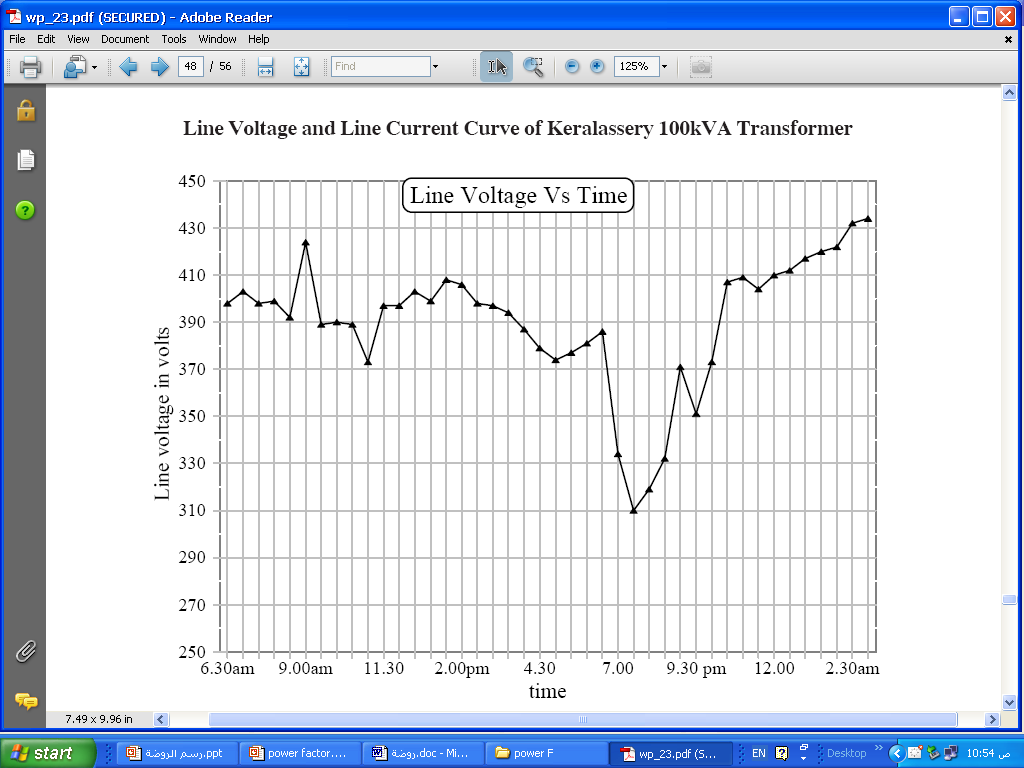 wp_23.pdf (SECURED) - Adobe Reader
File Edit View Document Tools Window Help
48 / 56 Find 125%
Line Voltage and Line Current Curve of Keralassery 100kVA Transformer
Line Voltage Vs Time
450
430
410
390
370
350
330
310
290
270
250
Line voltage in volts
6.30am 9.00am 11.30 2.00pm 4.30 7.00 9.30 pm 12.00 2.30am
time
7.49 x 9.96 in
start رسم الروضة.ppt power factor.... روضة.doc - Mi... power F wp_23.pdf (S... EN Desktop 10:54 ص